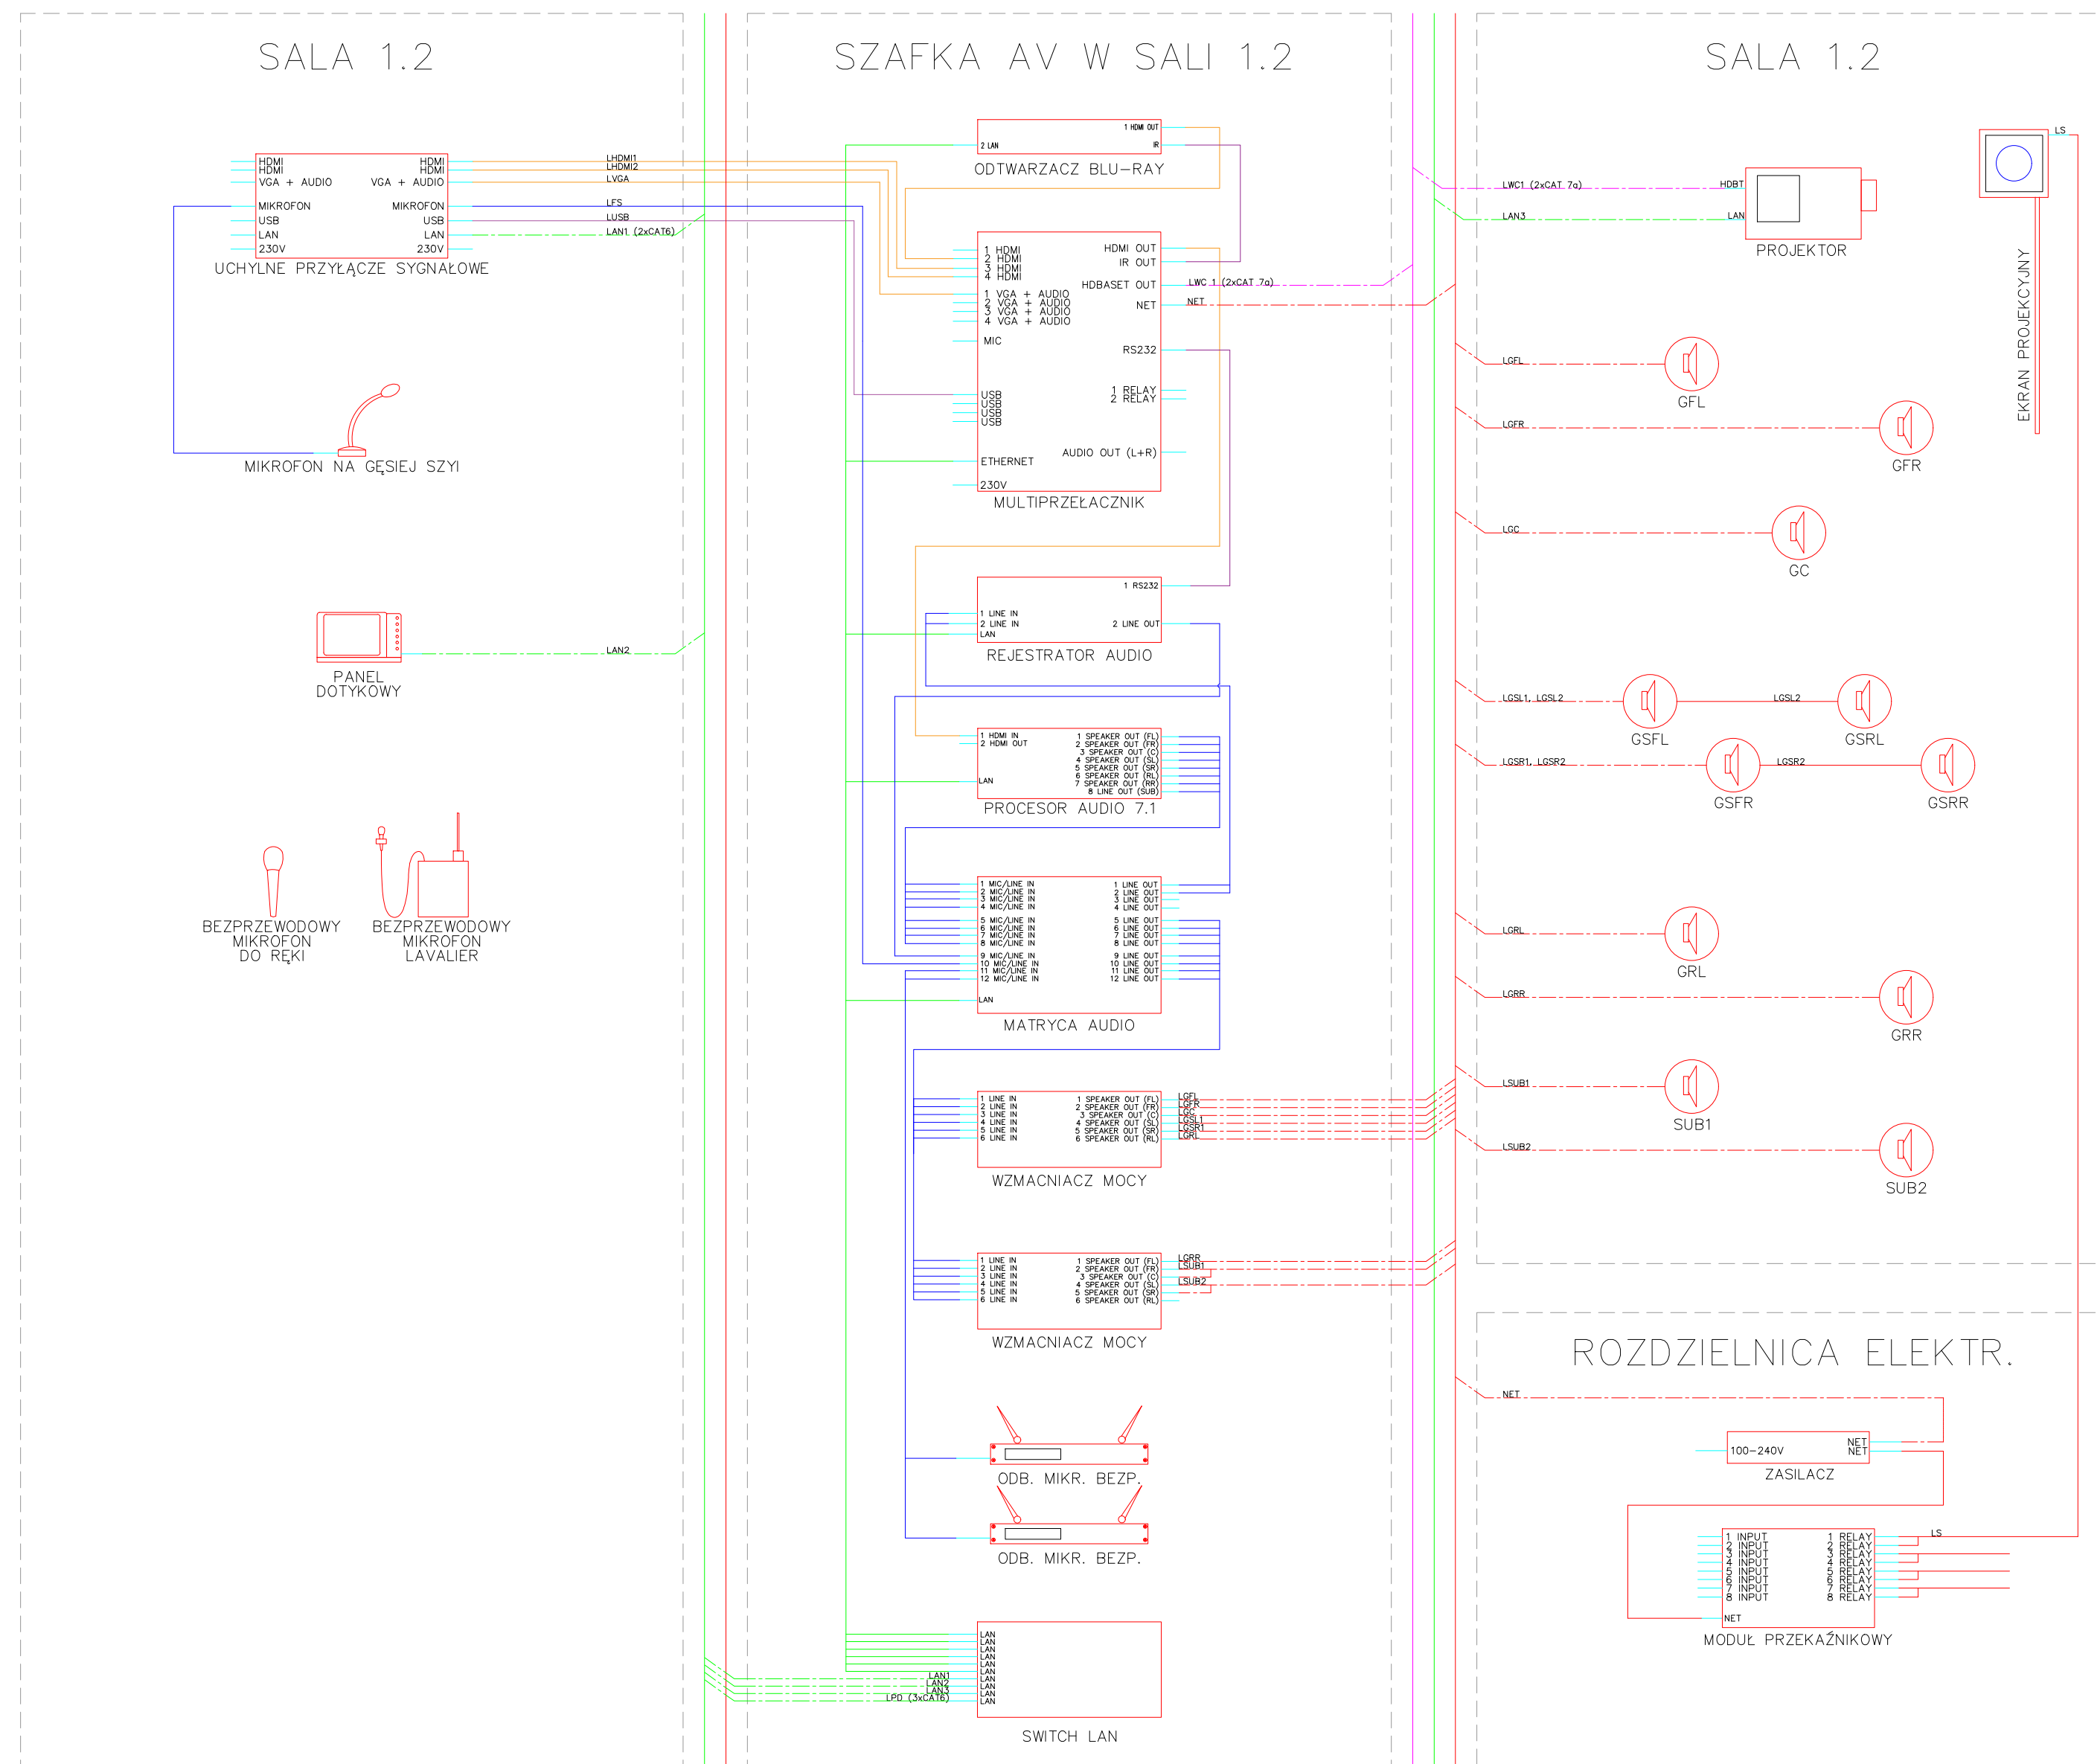 SALA 1.2
HDMI
HDMI
VGA + AUDIO
MIKROFON
USB
LAN
230V
HDMI
HDMI
VGA + AUDIO
MIKROFON
USB
LAN
230V
UCHYLNE PRZYŁĄCZE SYGNAŁOWE
LHDMI1
LHDMI2
LVGA
LFS
LUSB
LAN1 (2xCAT6)
MIKROFON NA GĘSIEJ SZYI
PANEL
DOTYKOWY
LAN2
BEZPRZEWODOWY
MIKROFON
DO RĘKI
BEZPRZEWODOWY
MIKROFON
LAVALIER
SZAFKA AV W SALI 1.2
1 HDMI OUT
2 LAN
IR
ODTWARZACZ BLU-RAY
1 HDMI
2 HDMI
3 HDMI
4 HDMI
1 VGA + AUDIO
2 VGA + AUDIO
3 VGA + AUDIO
4 VGA + AUDIO
MIC
USB
USB
USB
USB
ETHERNET
230V
HDMI OUT
IR OUT
HDBASET OUT
NET
RS232
1 RELAY
2 RELAY
AUDIO OUT (L+R)
MULTIPRZEŁACZNIK
LWC 1 (2xCAT 7a)
NET
1 RS232
1 LINE IN
2 LINE IN
LAN
2 LINE OUT
REJESTRATOR AUDIO
1 HDMI IN
2 HDMI OUT
LAN
1 SPEAKER OUT (FL)
2 SPEAKER OUT (FR)
3 SPEAKER OUT (C)
4 SPEAKER OUT (SL)
5 SPEAKER OUT (SR)
6 SPEAKER OUT (RL)
7 SPEAKER OUT (RR)
8 LINE OUT (SUB)
PROCESOR AUDIO 7.1
1 MIC/LINE IN
2 MIC/LINE IN
3 MIC/LINE IN
4 MIC/LINE IN
5 MIC/LINE IN
6 MIC/LINE IN
7 MIC/LINE IN
8 MIC/LINE IN
9 MIC/LINE IN
10 MIC/LINE IN
11 MIC/LINE IN
12 MIC/LINE IN
LAN
1 LINE OUT
2 LINE OUT
3 LINE OUT
4 LINE OUT
5 LINE OUT
6 LINE OUT
7 LINE OUT
8 LINE OUT
9 LINE OUT
10 LINE OUT
11 LINE OUT
12 LINE OUT
MATRYCA AUDIO
1 LINE IN
2 LINE IN
3 LINE IN
4 LINE IN
5 LINE IN
6 LINE IN
1 SPEAKER OUT (FL)
2 SPEAKER OUT (FR)
3 SPEAKER OUT (C)
4 SPEAKER OUT (SL)
5 SPEAKER OUT (SR)
6 SPEAKER OUT (RL)
LGFL
LGFR
LGC
LGSL1
LGSR1
LGRL
WZMACNIACZ MOCY
1 LINE IN
2 LINE IN
3 LINE IN
4 LINE IN
5 LINE IN
6 LINE IN
1 SPEAKER OUT (FL)
2 SPEAKER OUT (FR)
3 SPEAKER OUT (C)
4 SPEAKER OUT (SL)
5 SPEAKER OUT (SR)
6 SPEAKER OUT (RL)
LGRR
LSUB1
LSUB2
WZMACNIACZ MOCY
ODB. MIKR. BEZP.
ODB. MIKR. BEZP.
LAN
LAN
LAN
LAN
LAN
LAN
LAN
LAN
LAN
LAN
LAN1
LAN2
LAN3
LPD (3xCAT6)
SWITCH LAN
SALA 1.2
LS
LWC1 (2xCAT 7a)
HDBT
LAN3
LAN
PROJEKTOR
EKRAN PROJEKCYJNY
LGFL
GFL
LGFR
GFR
LGC
GC
LGSL1, LGSL2
GSFL
LGSL2
GSRL
LGSR1, LGSR2
GSFR
LGSR2
GSRR
LGRL
GRL
LGRR
GRR
LSUB1
SUB1
LSUB2
SUB2
ROZDZIELNICA ELEKTR.
NET
100-240V
NET
NET
ZASILACZ
1 INPUT
2 INPUT
3 INPUT
4 INPUT
5 INPUT
6 INPUT
7 INPUT
8 INPUT
NET
1 RELAY
2 RELAY
3 RELAY
4 RELAY
5 RELAY
6 RELAY
7 RELAY
8 RELAY
LS
MODUŁ PRZEKAŹNIKOWY